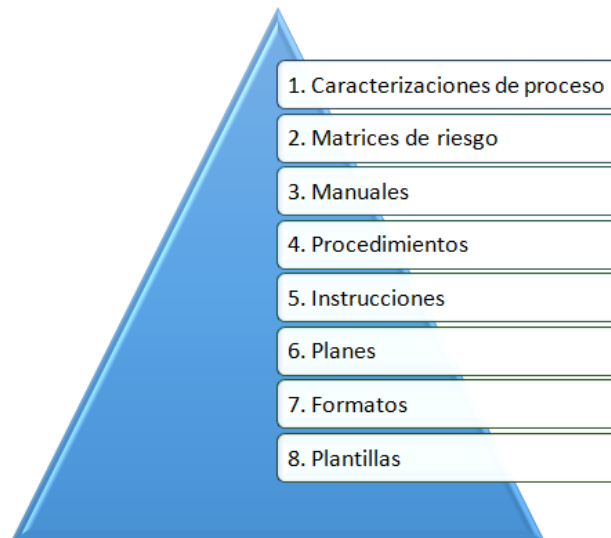 1. Caracterizaciones de proceso
2. Matrices de riesgo
3. Manuales
4. Procedimientos
5. Instrucciones
6. Planes
7. Formatos
8. Plantillas